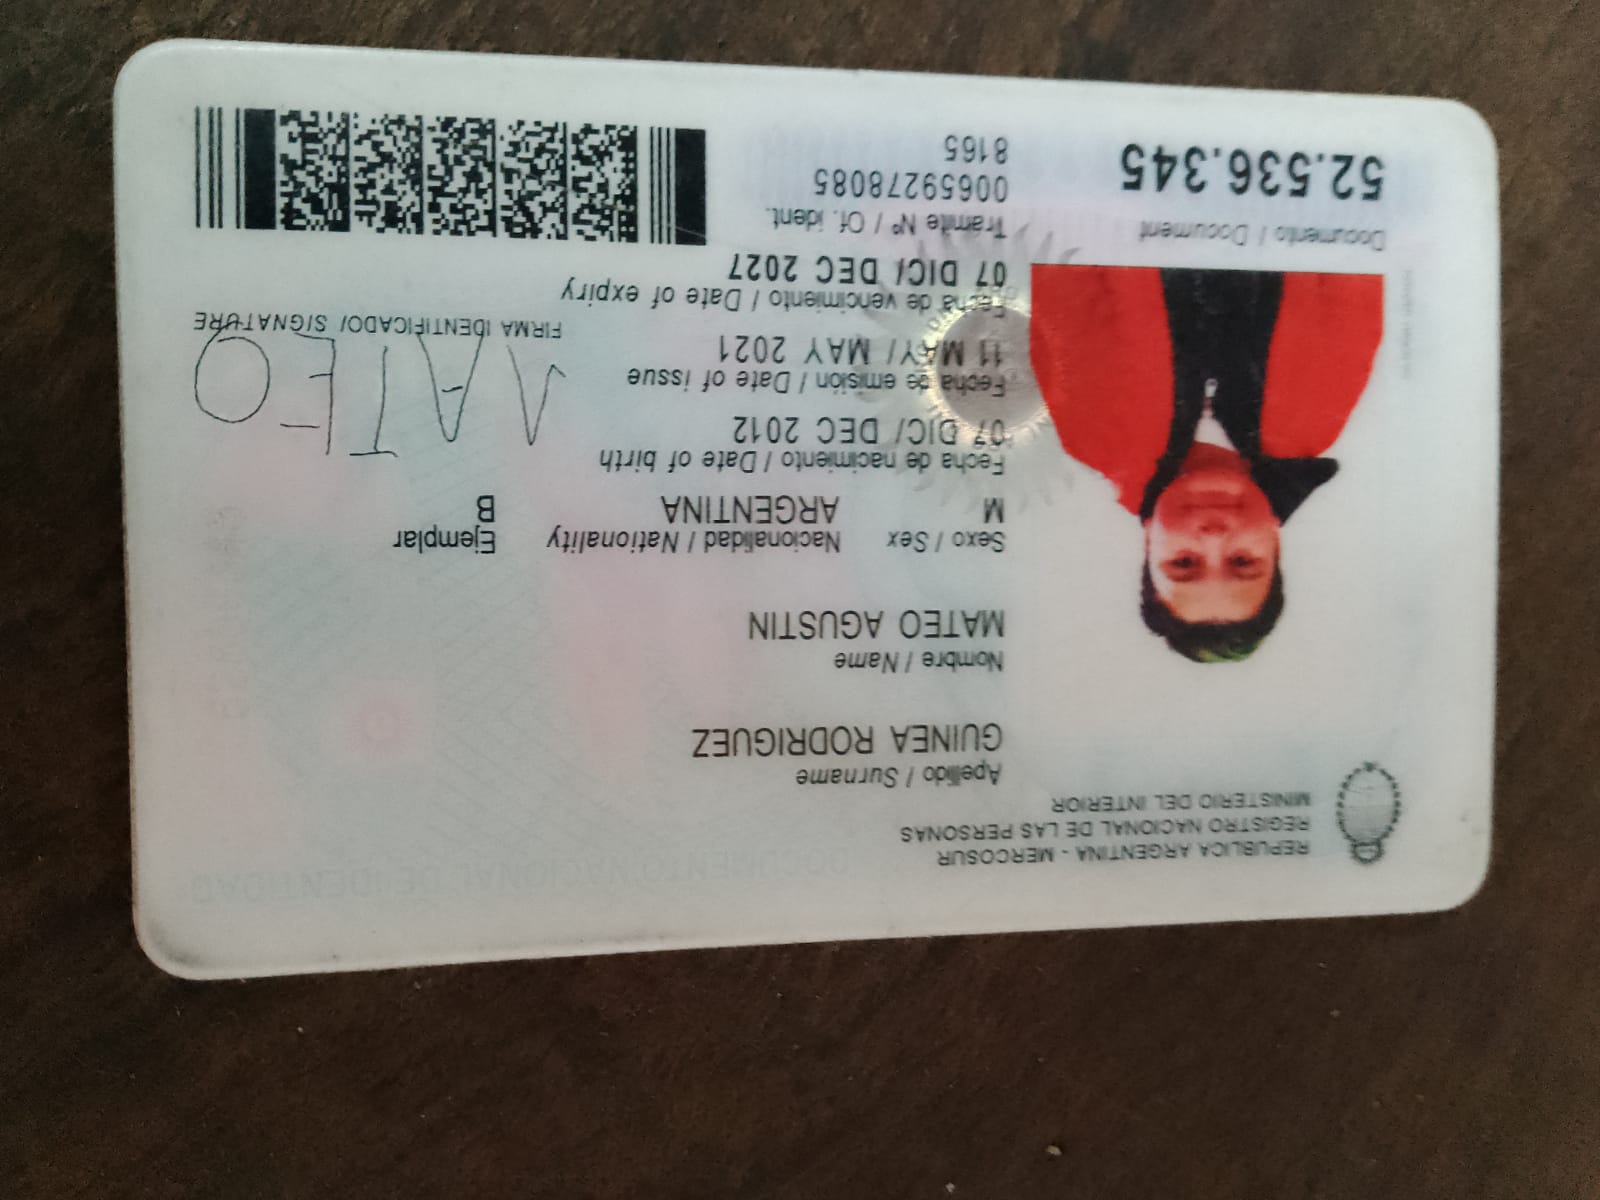 REPUBLICA ARGENTINA - MERCOSUR
REGISTRO NACIONAL DE LAS PERSONAS
MINISTERIO DEL INTERIOR
DOCUMENTO NACIONAL DE IDENTIDAD
Apellido / Surname
GUINEA RODRIGUEZ
Nombre / Name
MATEO AGUSTIN
Sexo / Sex Nacionalidad / Nationality Ejemplar
M ARGENTINA B
Fecha de nacimiento / Date of birth
07 DIC/ DEC 2012
Fecha de emisión / Date of issue
11 MAY/ MAY 2021
Fecha de vencimiento / Date of expiry
07 DIC/ DEC 2027
MATEO
FIRMA IDENTIFICADO/ SIGNATURE
Documento / Document
52.536.345
Tramite Nº / Of. ident.
00659278085
8165